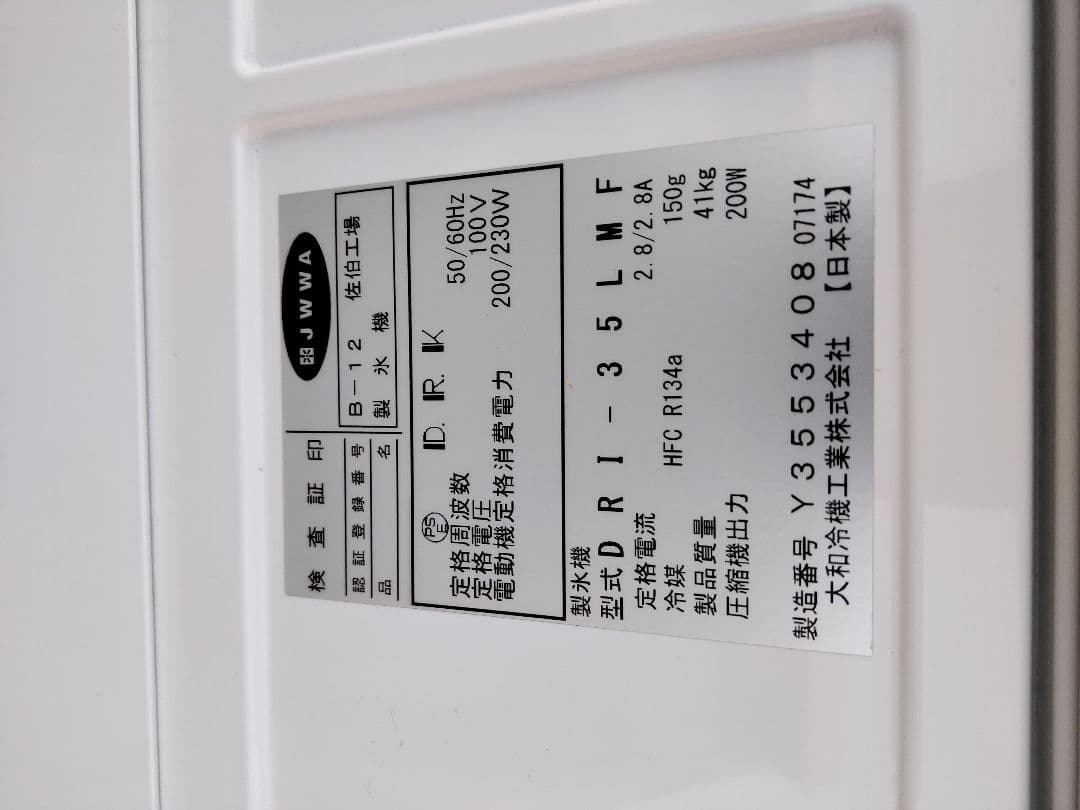 検査証印 JWWA
認証登録番号 B-12 佐伯工場
品名 製氷機
PSE D.R.K
定格周波数 50/60Hz
定格電圧 100V
電動機定格消費電力 200/230W
製氷機
型式 DRI-35LMF
定格電流 2.8/2.8A
冷媒 HFC R134a 150g
製品質量 41kg
圧縮機出力 200W
製造番号 Y3553408 07174
大和冷機工業株式会社 【日本製】